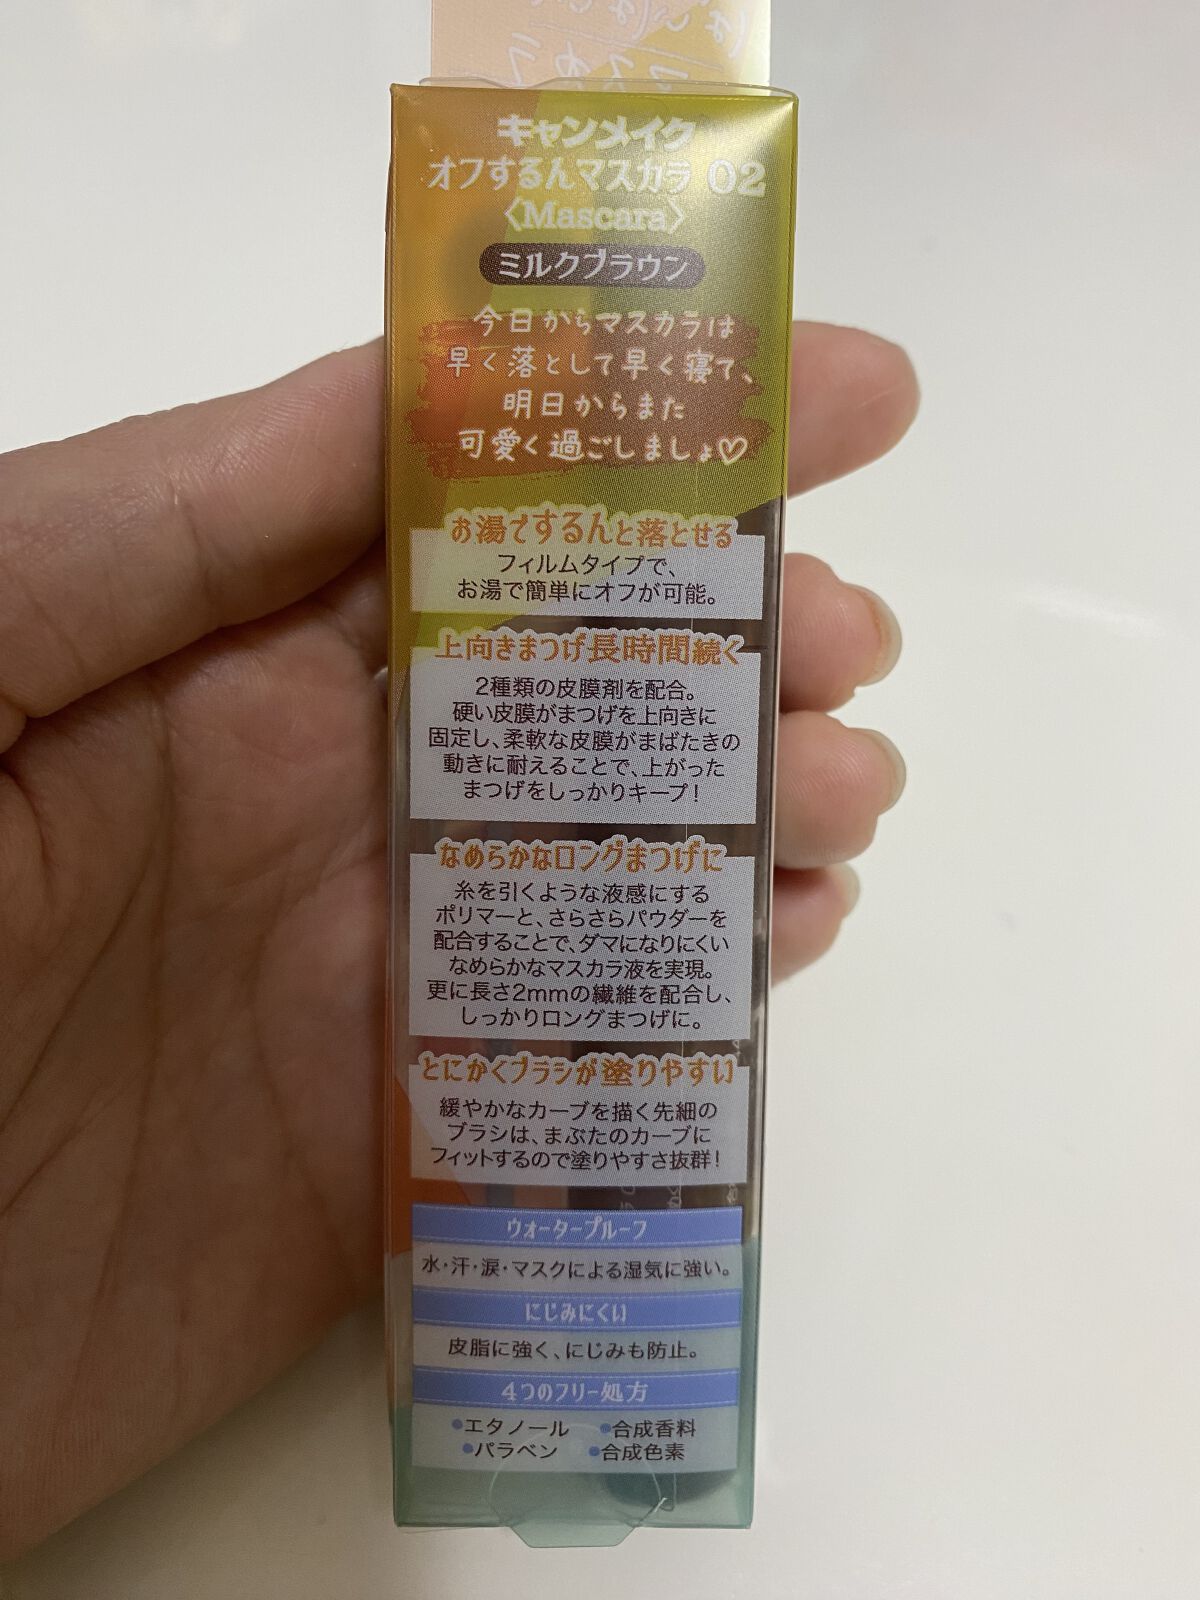 キャンメイク
オフするんマスカラ 02
〈Mascara〉
ミルクブラウン
今日からマスカラは
早く落として早く寝て、
明日からまた
可愛く過ごしましょ♡
お湯でするんと落とせる
フィルムタイプで、
お湯で簡単にオフが可能。
上向きまつげ長時間続く
2種類の皮膜剤を配合。
硬い皮膜がまつげを上向きに
固定し、柔軟な皮膜がまばたきの
動きに耐えることで、上がった
まつげをしっかりキープ!
なめらかなロングまつげに
糸を引くような液感にする
ポリマーと、さらさらパウダーを
配合することで、ダマになりにくい
なめらかなマスカラ液を実現。
更に長さ2mmの繊維を配合し、
しっかりロングまつげに。
とにかくブラシが塗りやすい
緩やかなカーブを描く先細の
ブラシは、まぶたのカーブに
フィットするので塗りやすさ抜群!
ウォータープルーフ
水・汗・涙・マスクによる湿気に強い。
にじみにくい
皮脂に強く、にじみも防止。
4つのフリー処方
●エタノール ●合成香料
●パラベン ●合成色素